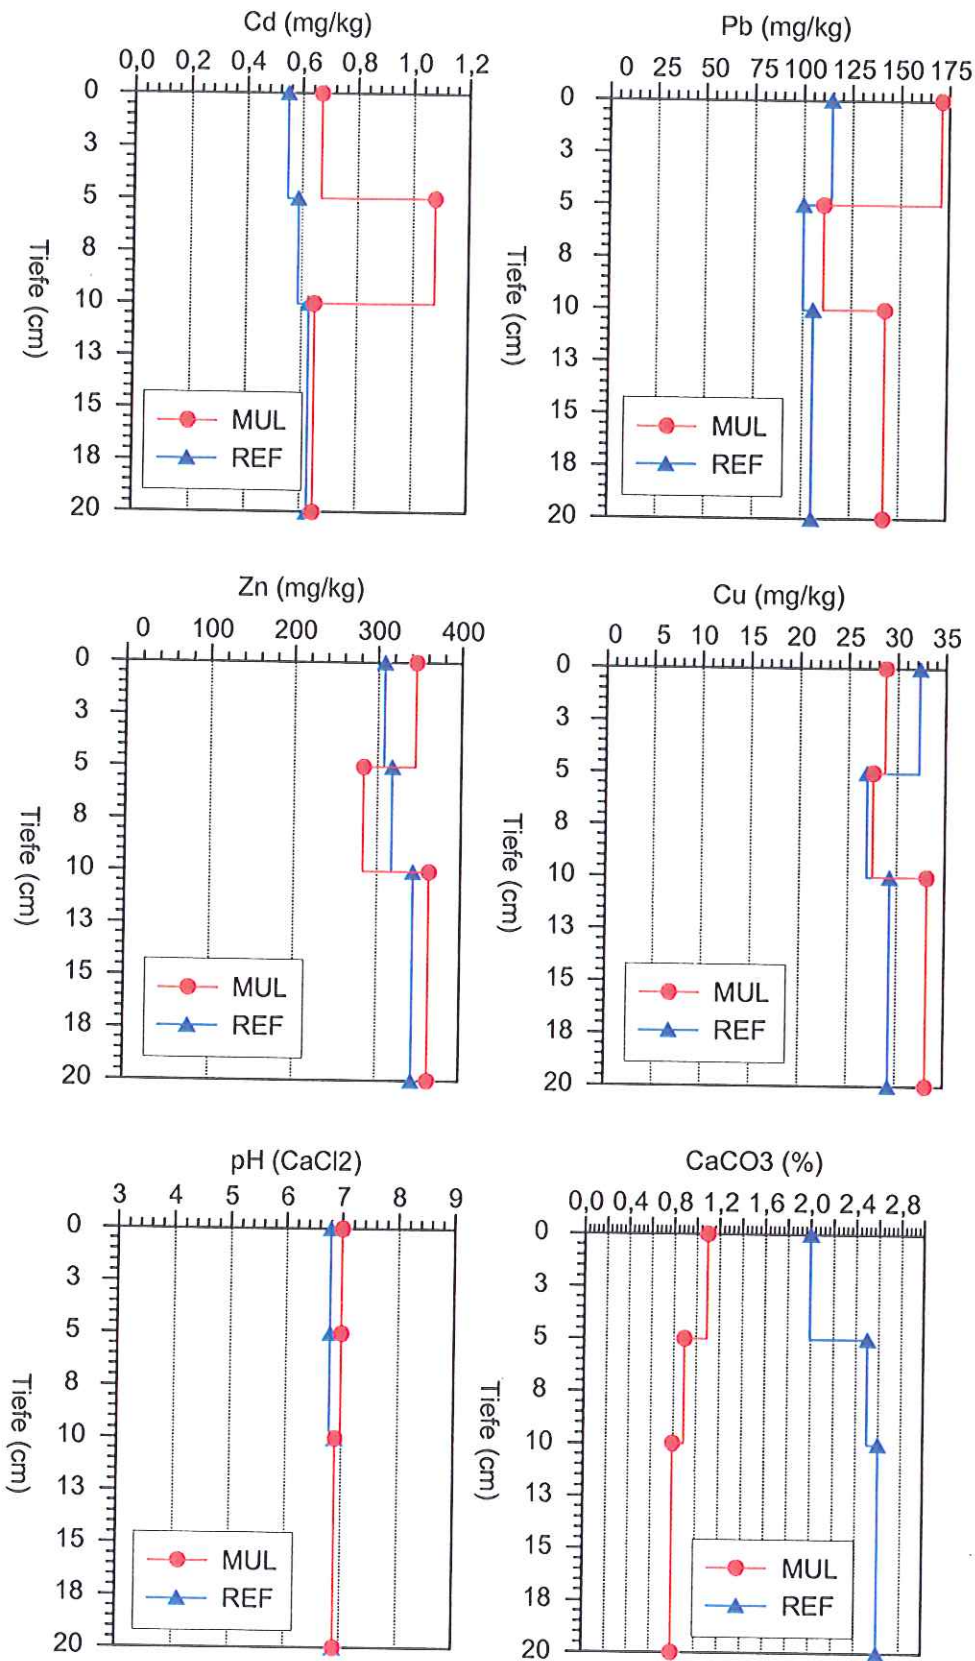 Cd (mg/kg)
0,0 0,2 0,4 0,6 0,8 1,0 1,2
0
3
5
8
10
13
15
18
20
Tiefe (cm)
MUL
REF
Pb (mg/kg)
0 25 50 75 100 125 150 175
0
3
5
8
10
13
15
18
20
Tiefe (cm)
MUL
REF
Zn (mg/kg)
0 100 200 300 400
0
3
5
8
10
13
15
18
20
Tiefe (cm)
MUL
REF
Cu (mg/kg)
0 5 10 15 20 25 30 35
0
3
5
8
10
13
15
18
20
Tiefe (cm)
MUL
REF
pH (CaCl2)
3 4 5 6 7 8 9
0
3
5
8
10
13
15
18
20
Tiefe (cm)
MUL
REF
CaCO3 (%)
0,0 0,4 0,8 1,2 1,6 2,0 2,4 2,8
0
3
5
8
10
13
15
18
20
Tiefe (cm)
MUL
REF